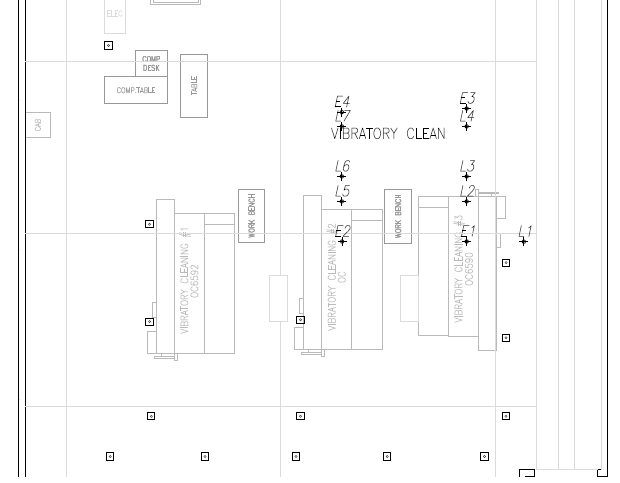 ELEC
COMP.
DESK
COMP.TABLE
TABLE
CAB
E4
E3
L7
L4
VIBRATORY CLEAN
L6
L3
L5
L2
WORK BENCH
WORK BENCH
E2
E1
L1
VIBRATORY CLEANING #1
OC6592
VIBRATORY CLEANING #2
OC
VIBRATORY CLEANING #3
OC6590